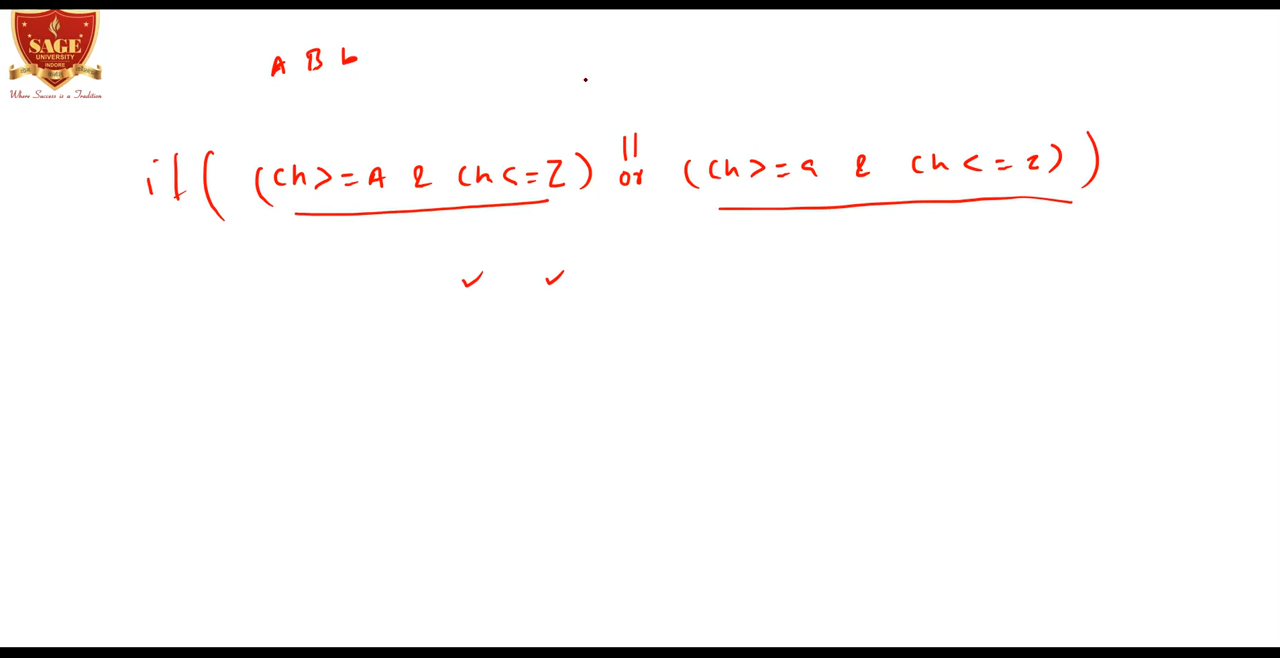 SAGE
UNIVERSITY
INDORE
Where Success is a Tradition
A B b
if( (ch>=A & ch<=Z) || or (ch>=a & ch<=z))